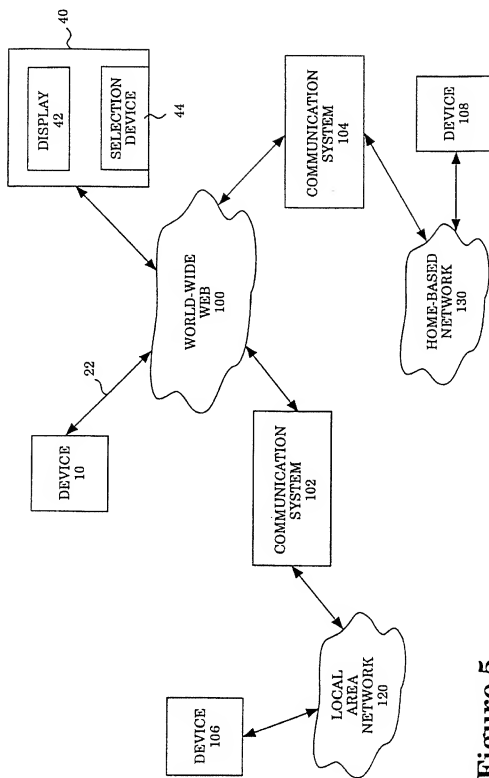 40
DISPLAY
42
SELECTION
DEVICE
44
22
DEVICE
10
WORLD-WIDE
WEB
100
COMMUNICATION
SYSTEM
104
DEVICE
108
HOME-BASED
NETWORK
130
COMMUNICATION
SYSTEM
102
DEVICE
106
LOCAL
AREA
NETWORK
120
Figure 5